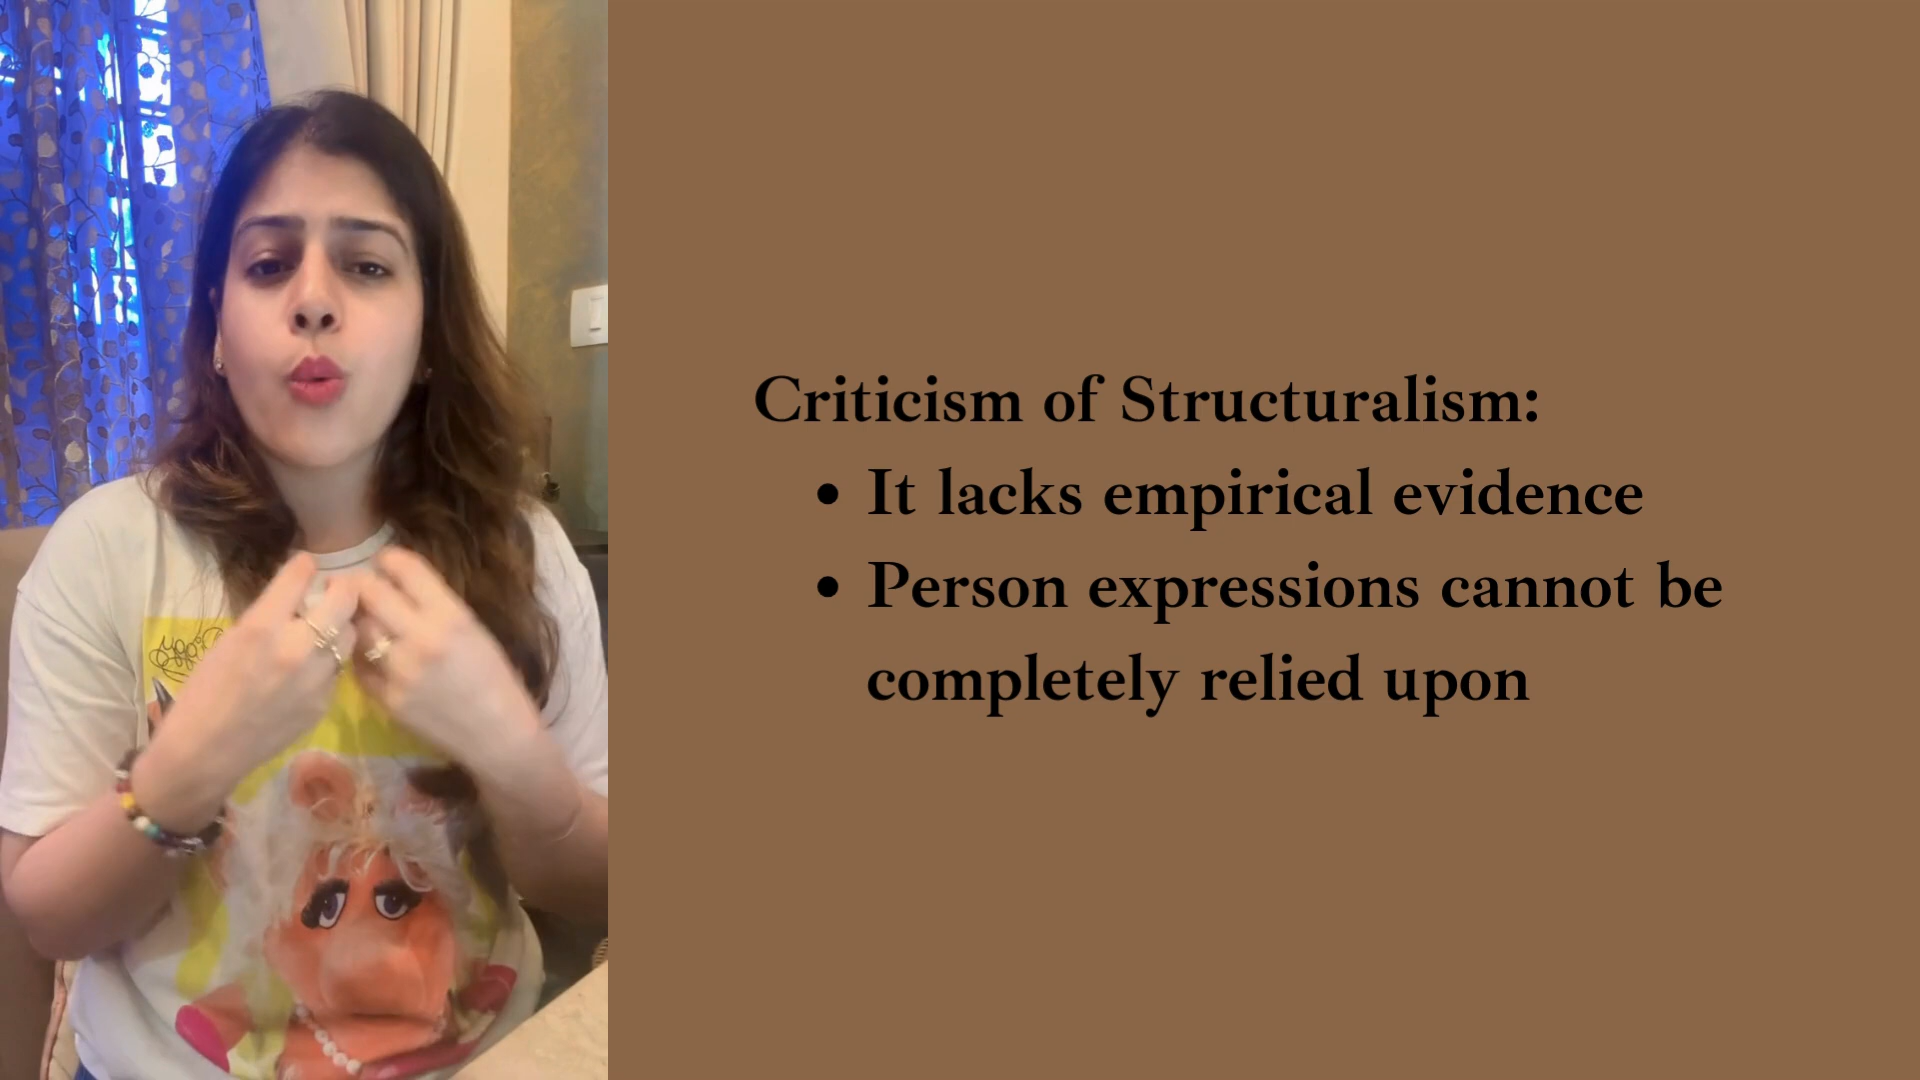 Criticism of Structuralism:
• It lacks empirical evidence
• Person expressions cannot be
completely relied upon